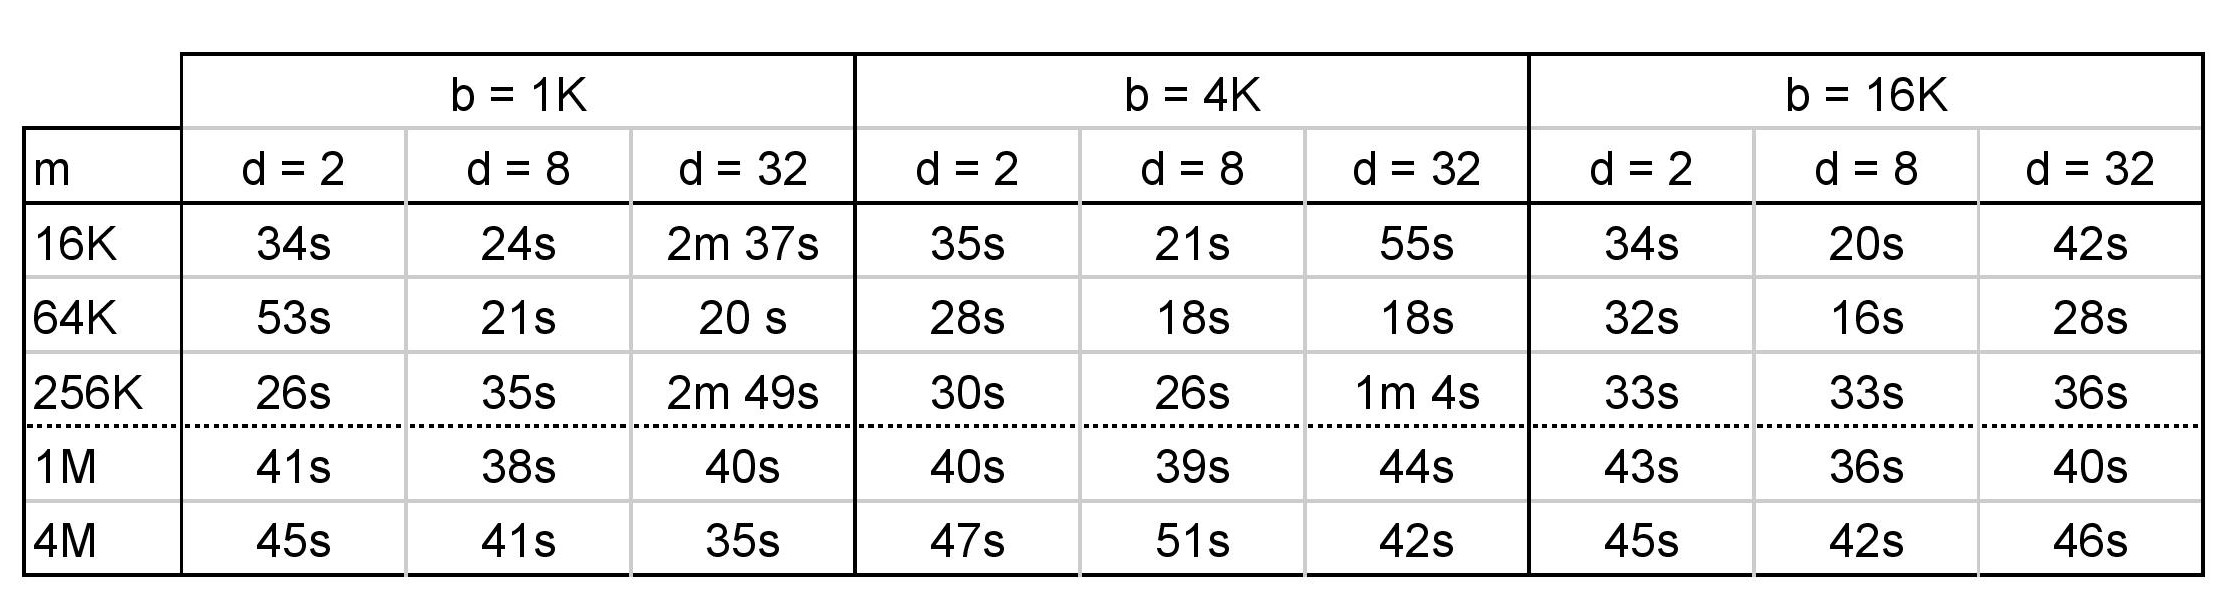 b = 1K b = 4K b = 16K
m d = 2 d = 8 d = 32 d = 2 d = 8 d = 32 d = 2 d = 8 d = 32
16K 34s 24s 2m 37s 35s 21s 55s 34s 20s 42s
64K 53s 21s 20 s 28s 18s 18s 32s 16s 28s
256K 26s 35s 2m 49s 30s 26s 1m 4s 33s 33s 36s
1M 41s 38s 40s 40s 39s 44s 43s 36s 40s
4M 45s 41s 35s 47s 51s 42s 45s 42s 46s